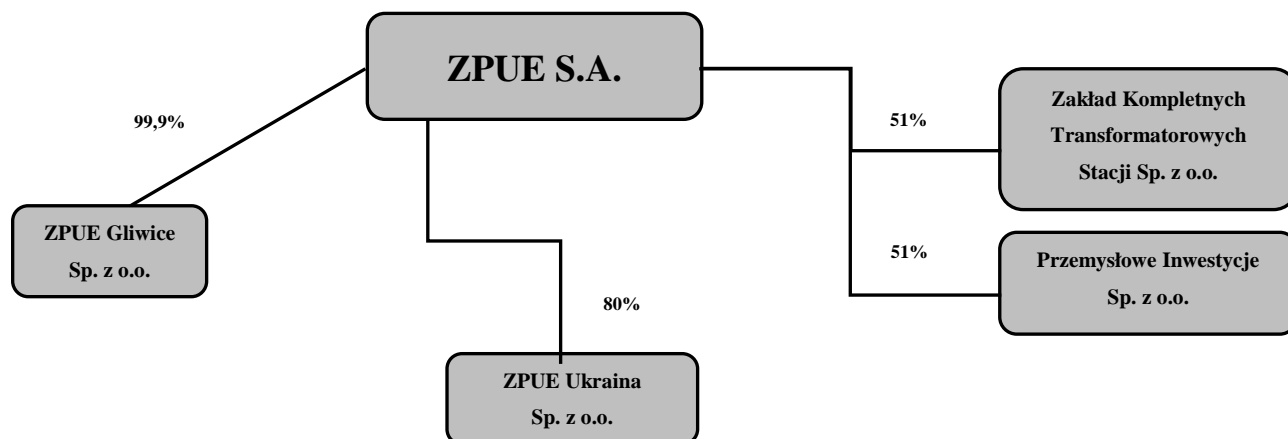 ZPUE S.A.
99,9%
51%
Zakład Kompletnych
Transformatorowych
Stacji Sp. z o.o.
ZPUE Gliwice
Sp. z o.o.
51%
Przemysłowe Inwestycje
Sp. z o.o.
80%
ZPUE Ukraina
Sp. z o.o.